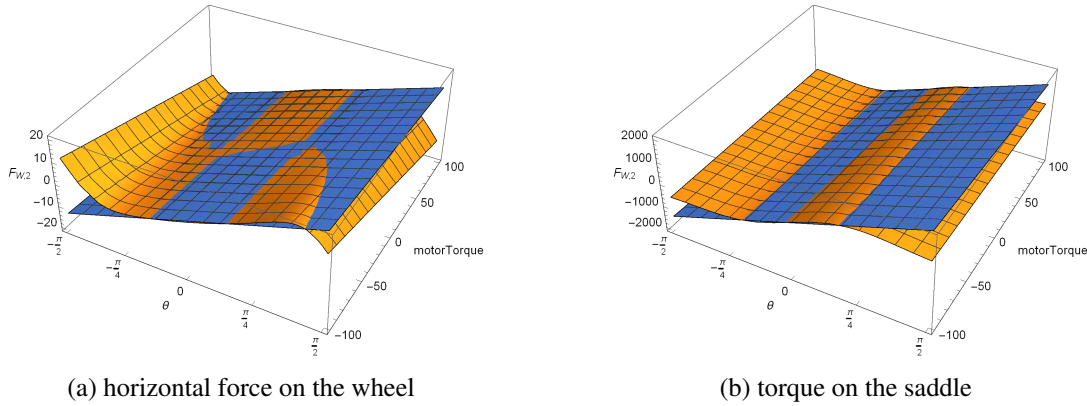 20
10
F_{W,2} 0
-10
-20
-π/2
-π/4
0
θ
π/4
π/2
-100
-50
0
motorTorque
50
100
(a) horizontal force on the wheel
2000
1000
F_{W,2} 0
-1000
-2000
-π/2
-π/4
0
θ
π/4
π/2
-100
-50
0
motorTorque
50
100
(b) torque on the saddle